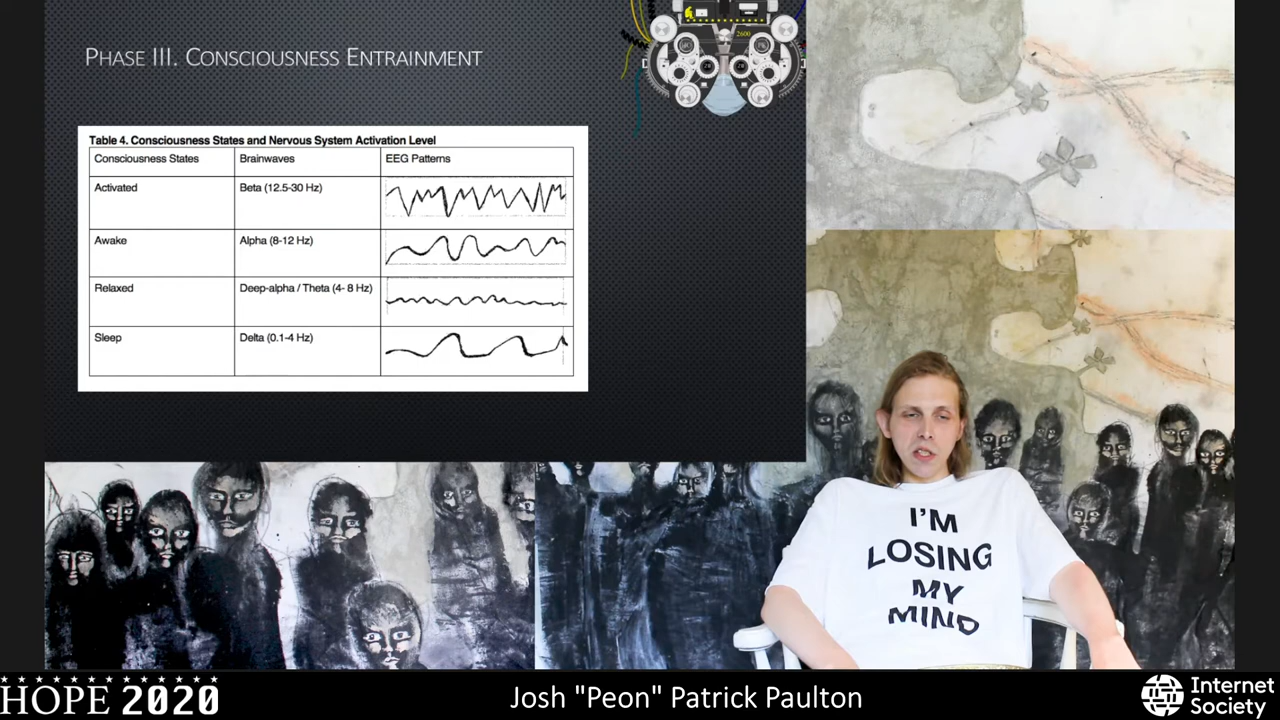 PHASE III. CONSCIOUSNESS ENTRAINMENT
2600
Table 4. Consciousness States and Nervous System Activation Level
Consciousness States Brainwaves EEG Patterns
Activated Beta (12.5-30 Hz)
Awake Alpha (8-12 Hz)
Relaxed Deep-alpha / Theta (4- 8 Hz)
Sleep Delta (0.1-4 Hz)
I'M
LOSING
MY
MIND
HOPE 2020
Josh "Peon" Patrick Paulton
Internet
Society